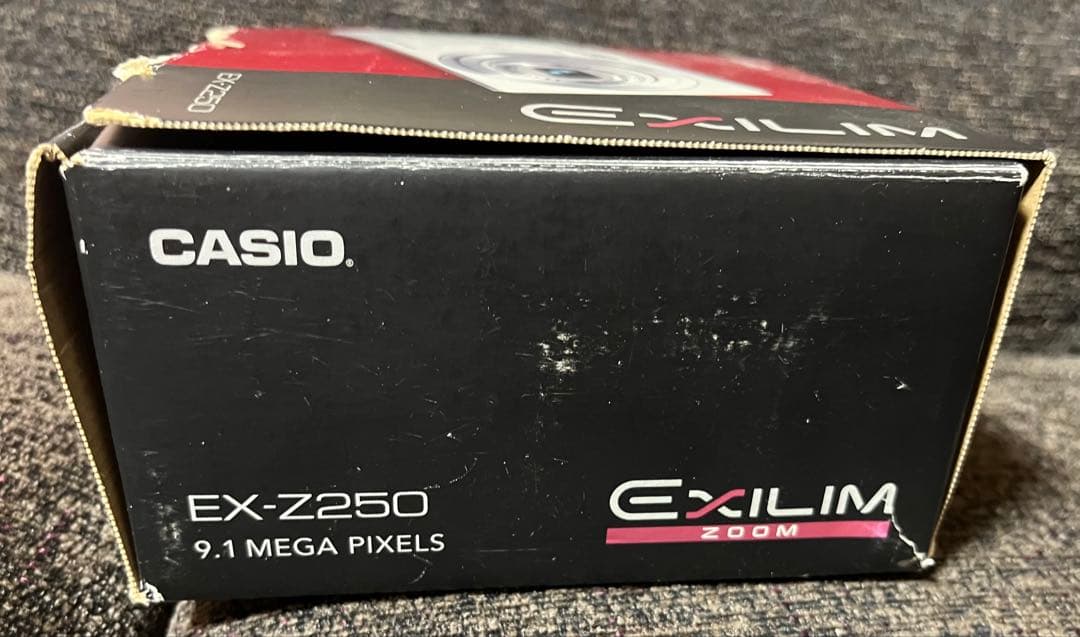 EX-Z250
EXILIM
CASIO®
EX-Z250
9.1 MEGA PIXELS
EXILIM
ZOOM